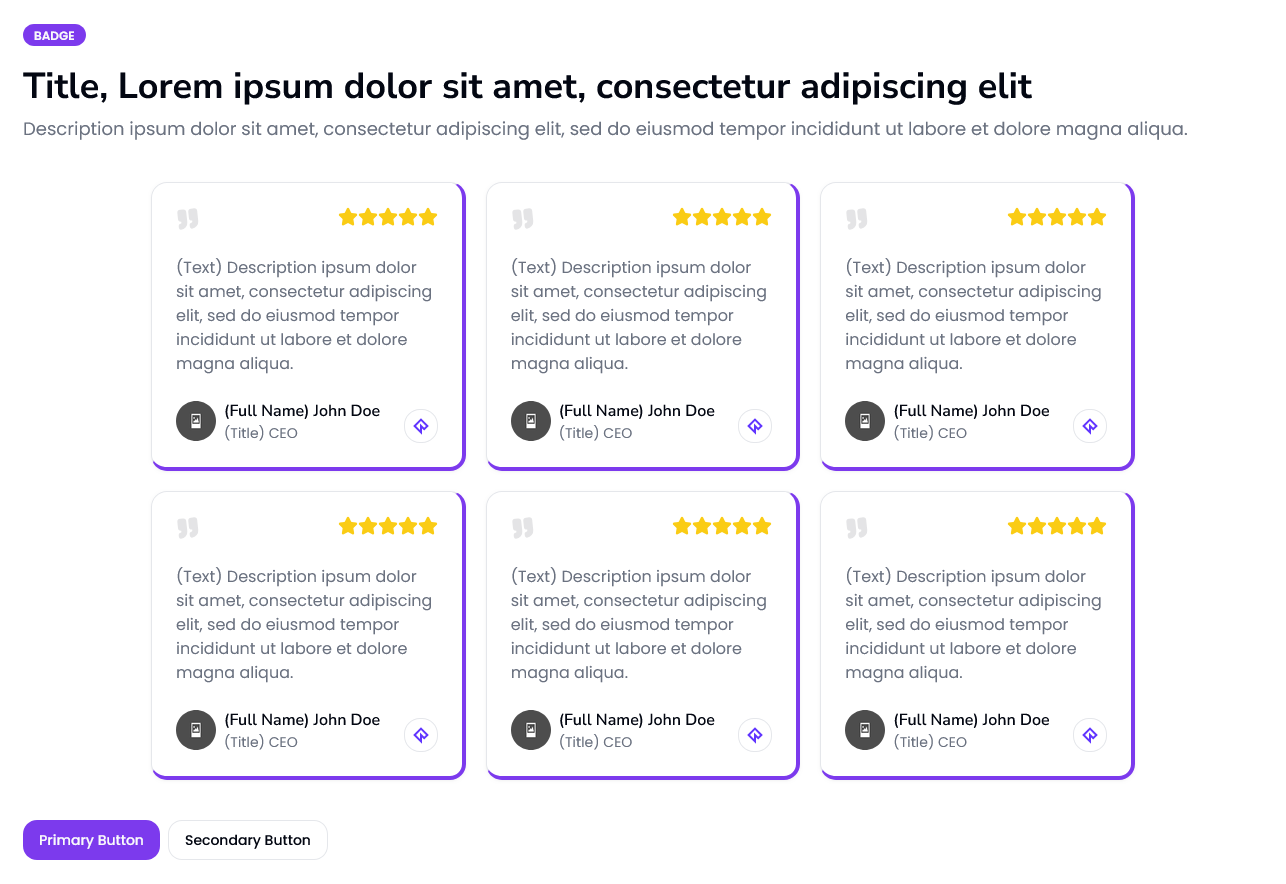 BADGE
Title, Lorem ipsum dolor sit amet, consectetur adipiscing elit
Description ipsum dolor sit amet, consectetur adipiscing elit, sed do eiusmod tempor incididunt ut labore et dolore magna aliqua.
(Text) Description ipsum dolor
sit amet, consectetur adipiscing
elit, sed do eiusmod tempor
incididunt ut labore et dolore
magna aliqua.
(Full Name) John Doe
(Title) CEO
(Text) Description ipsum dolor
sit amet, consectetur adipiscing
elit, sed do eiusmod tempor
incididunt ut labore et dolore
magna aliqua.
(Full Name) John Doe
(Title) CEO
(Text) Description ipsum dolor
sit amet, consectetur adipiscing
elit, sed do eiusmod tempor
incididunt ut labore et dolore
magna aliqua.
(Full Name) John Doe
(Title) CEO
(Text) Description ipsum dolor
sit amet, consectetur adipiscing
elit, sed do eiusmod tempor
incididunt ut labore et dolore
magna aliqua.
(Full Name) John Doe
(Title) CEO
(Text) Description ipsum dolor
sit amet, consectetur adipiscing
elit, sed do eiusmod tempor
incididunt ut labore et dolore
magna aliqua.
(Full Name) John Doe
(Title) CEO
(Text) Description ipsum dolor
sit amet, consectetur adipiscing
elit, sed do eiusmod tempor
incididunt ut labore et dolore
magna aliqua.
(Full Name) John Doe
(Title) CEO
Primary Button
Secondary Button